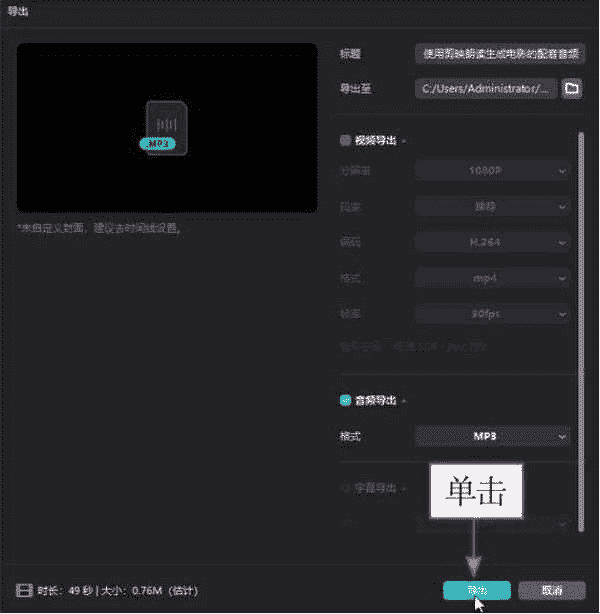 导出
标题 使用剪映朗读生成电影的配音音频
导出至 C:/Users/Administrator/...
MP3
视频导出
分辨率 1080P
码率 推荐
*未自定义封面，建议去时间线设置。
编码 H.264
格式 mp4
帧率 30fps
音频导出
格式 MP3
字幕导出
单击
时长：49 秒 | 大小：0.76M（估计）
导出 取消